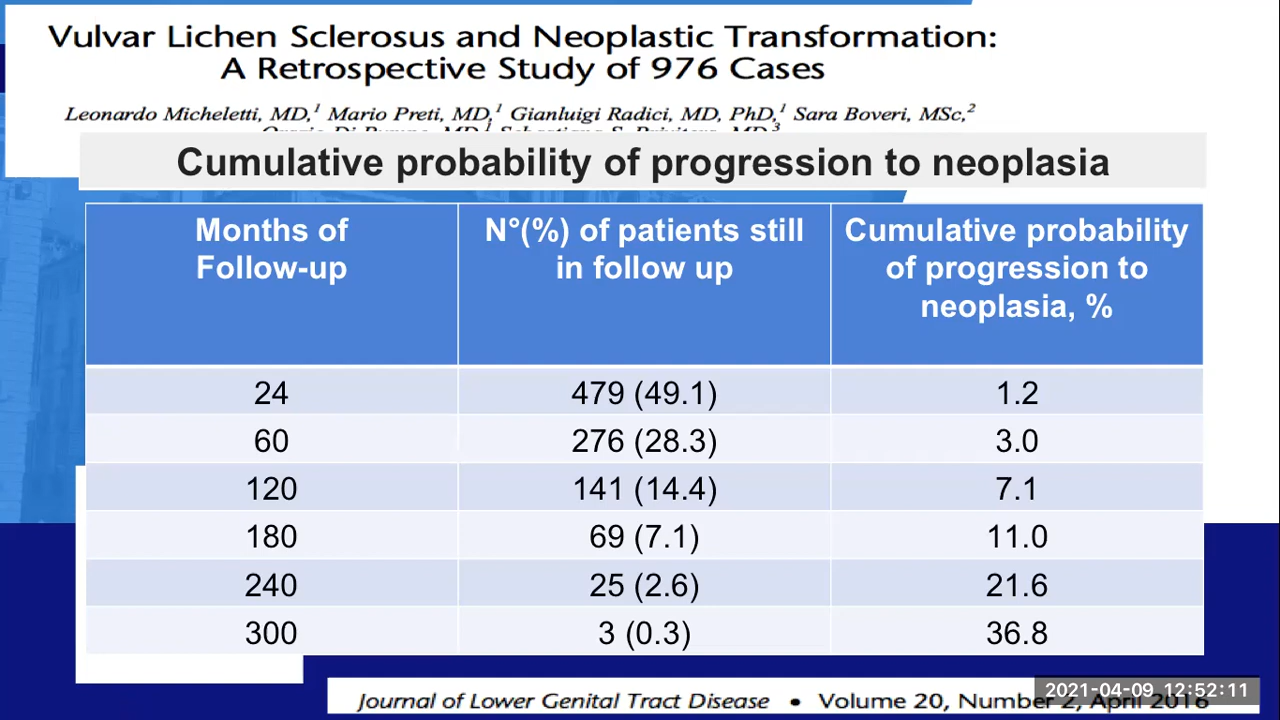 Vulvar Lichen Sclerosus and Neoplastic Transformation:
A Retrospective Study of 976 Cases
Leonardo Micheletti, MD,¹ Mario Preti, MD,¹ Gianluigi Radici, MD, PhD,¹ Sara Boveri, MSc,²
Cumulative probability of progression to neoplasia
Months of Follow-up
N°(%) of patients still in follow up
Cumulative probability of progression to neoplasia, %
24 479 (49.1) 1.2
60 276 (28.3) 3.0
120 141 (14.4) 7.1
180 69 (7.1) 11.0
240 25 (2.6) 21.6
300 3 (0.3) 36.8
Journal of Lower Genital Tract Disease • Volume 20, Number 2, April 2016
2021-04-09 12:52:11